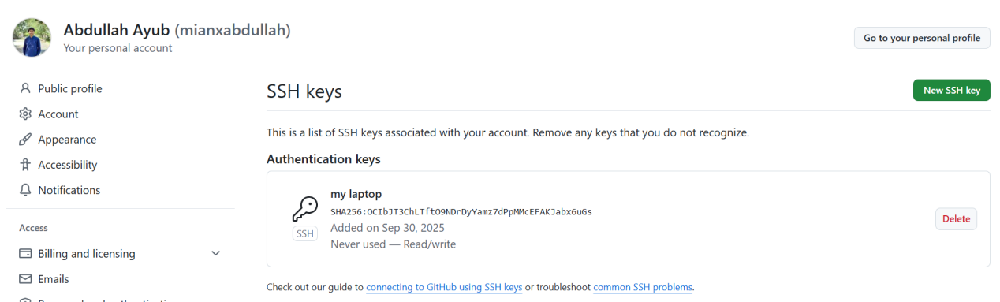 Abdullah Ayub (mianxabdullah)
Your personal account
Go to your personal profile
Public profile
Account
Appearance
Accessibility
Notifications
Access
Billing and licensing
Emails
SSH keys
New SSH key
This is a list of SSH keys associated with your account. Remove any keys that you do not recognize.
Authentication keys
my laptop
SHA256:OCIbJT3ChLTftO9NDrDyYamz7dPpMMcEFAKJabx6uGs
Added on Sep 30, 2025
Never used — Read/write
SSH
Delete
Check out our guide to connecting to GitHub using SSH keys or troubleshoot common SSH problems.